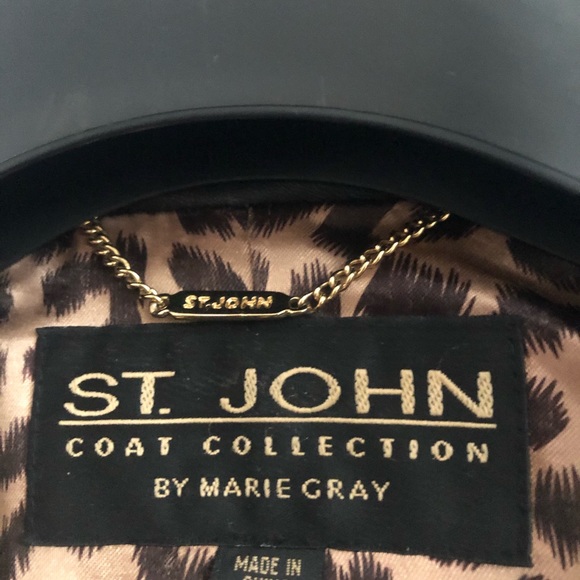 ST. JOHN
ST. JOHN
COAT COLLECTION
BY MARIE GRAY
MADE IN